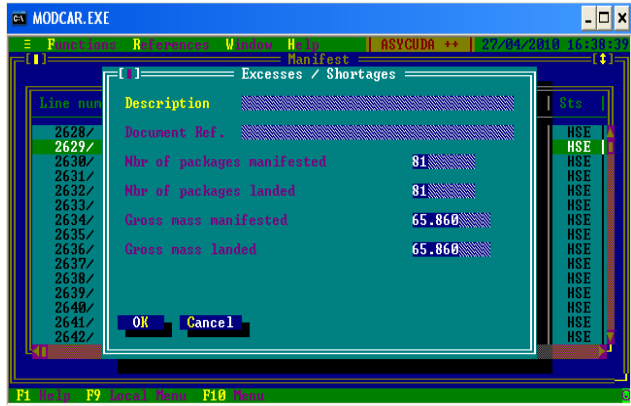 MODCAR.EXE
≡ Functions References Window Help | ASYCUDA ++ | 27/04/2010 16:38:39
Manifest
Excesses / Shortages
Line num Sts
Description
Document Ref.
Nbr of packages manifested 81
Nbr of packages landed 81
Gross mass manifested 65.860
Gross mass landed 65.860
OK Cancel
2628/ HSE
2629/ HSE
2630/ HSE
2631/ HSE
2632/ HSE
2633/ HSE
2634/ HSE
2635/ HSE
2636/ HSE
2637/ HSE
2638/ HSE
2639/ HSE
2640/ HSE
2641/ HSE
2642/ HSE
F1 Help F9 Local Menu F10 Menu